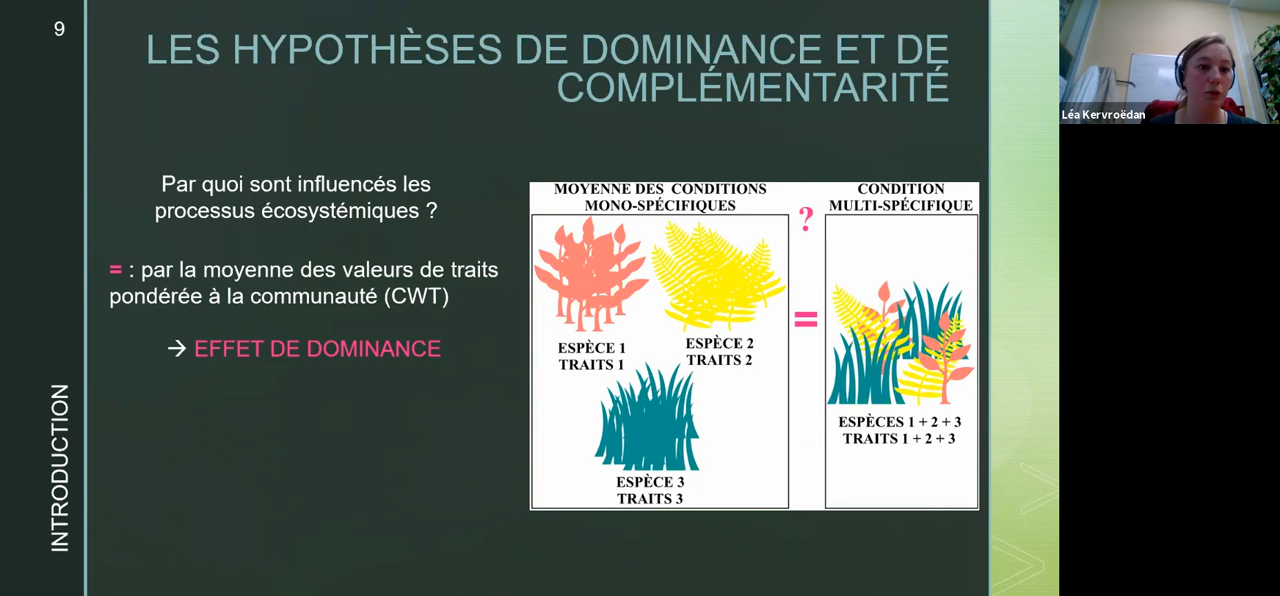 9
LES HYPOTHÈSES DE DOMINANCE ET DE
COMPLÉMENTARITÉ
Léa Kervroëdan
Par quoi sont influencés les
processus écosystémiques ?
= : par la moyenne des valeurs de traits
pondérée à la communauté (CWT)
→ EFFET DE DOMINANCE
INTRODUCTION
MOYENNE DES CONDITIONS
MONO-SPÉCIFIQUES
?
CONDITION
MULTI-SPÉCIFIQUE
=
ESPÈCE 1
TRAITS 1
ESPÈCE 2
TRAITS 2
ESPÈCE 3
TRAITS 3
ESPÈCES 1 + 2 + 3
TRAITS 1 + 2 + 3